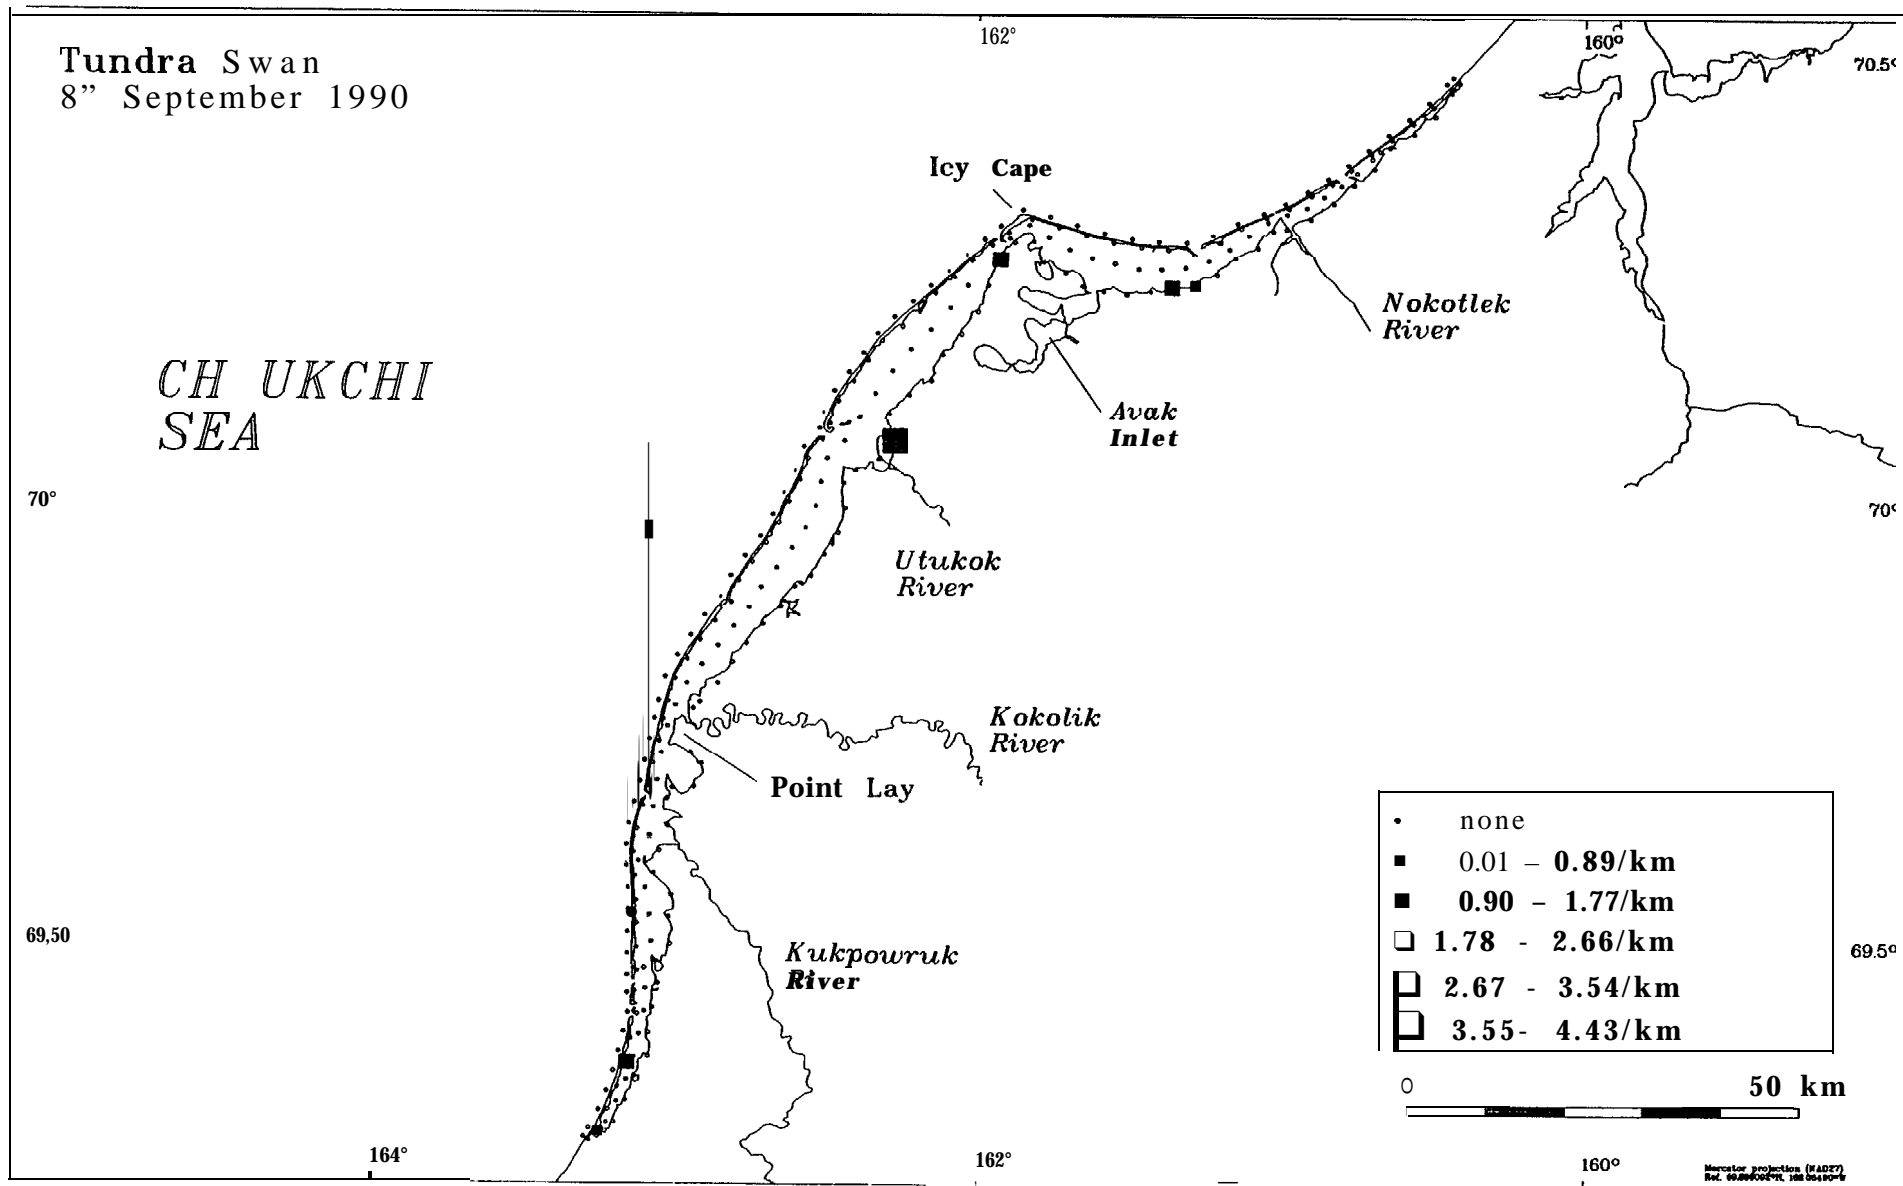 162°
160°
Tundra Swan
8” September 1990
70.5°
Icy Cape
Nokotlek
River
CH UKCHI
SEA
Avak
Inlet
70°
70°
Utukok
River
Kokolik
River
Point Lay
none
0.01 – 0.89/km
0.90 – 1.77/km
1.78 - 2.66/km
2.67 - 3.54/km
3.55- 4.43/km
69,50
69.5°
Kukpowruk
River
0 50 km
164°
162°
160°
Mercator projection (NAD27)